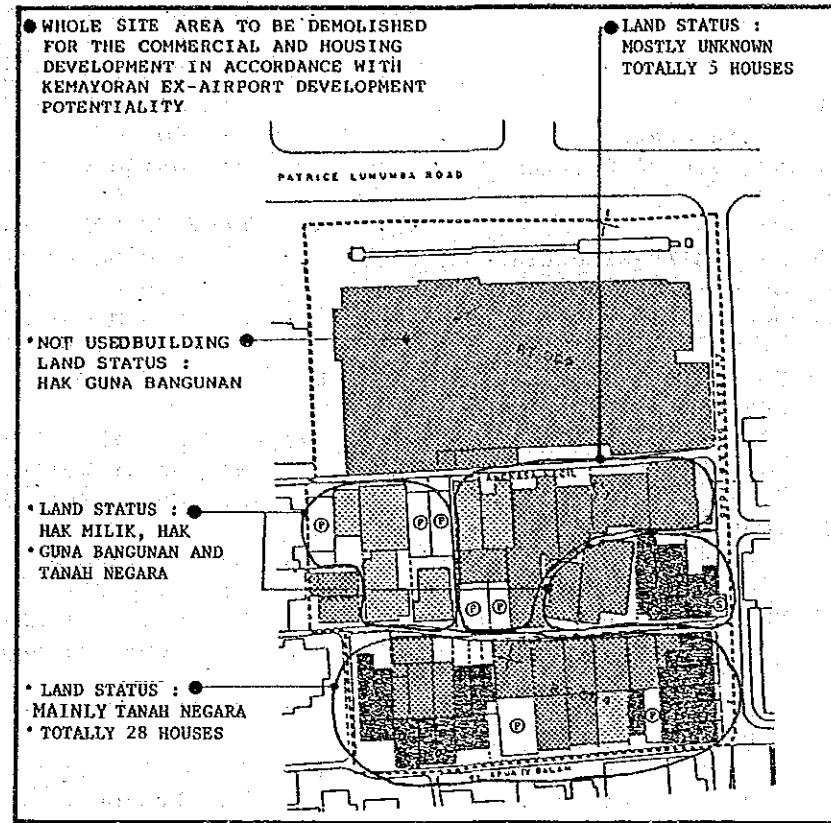 WHOLE SITE AREA TO BE DEMOLISHED
FOR THE COMMERCIAL AND HOUSING
DEVELOPMENT IN ACCORDANCE WITH
KEMAYORAN EX-AIRPORT DEVELOPMENT
POTENTIALITY
LAND STATUS :
MOSTLY UNKNOWN
TOTALLY 5 HOUSES
PATRICE LUMUMBA ROAD
NOT USEDBUILDING
LAND STATUS :
HAK GUNA BANGUNAN
LAND STATUS :
HAK MILIK, HAK
GUNA BANGUNAN AND
TANAH NEGARA
P
P P
P P
S
LAND STATUS :
MAINLY TANAH NEGARA
TOTALLY 28 HOUSES
P
P
DALAM